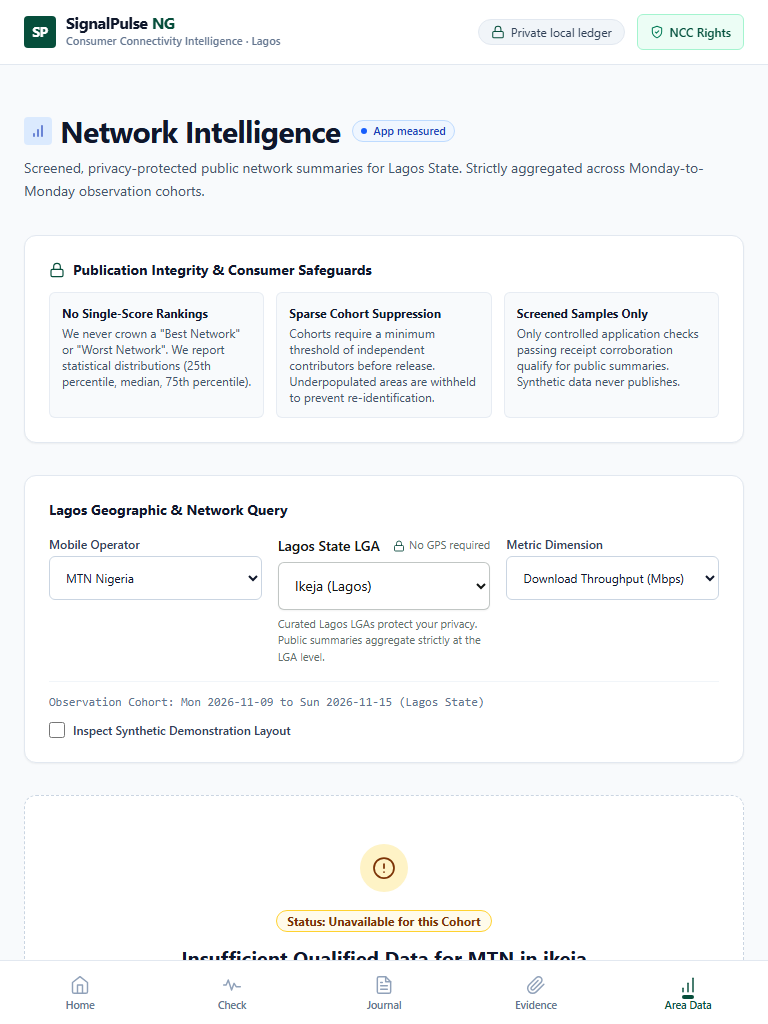 SP
SignalPulse NG
Consumer Connectivity Intelligence · Lagos
Private local ledger
NCC Rights
Network Intelligence
App measured
Screened, privacy-protected public network summaries for Lagos State. Strictly aggregated across Monday-to-
Monday observation cohorts.
Publication Integrity & Consumer Safeguards
No Single-Score Rankings
We never crown a "Best Network"
or "Worst Network". We report
statistical distributions (25th
percentile, median, 75th percentile).
Sparse Cohort Suppression
Cohorts require a minimum
threshold of independent
contributors before release.
Underpopulated areas are withheld
to prevent re-identification.
Screened Samples Only
Only controlled application checks
passing receipt corroboration
qualify for public summaries.
Synthetic data never publishes.
Lagos Geographic & Network Query
Mobile Operator
MTN Nigeria
Lagos State LGA
No GPS required
Ikeja (Lagos)
Curated Lagos LGAs protect your privacy.
Public summaries aggregate strictly at the
LGA level.
Metric Dimension
Download Throughput (Mbps)
Observation Cohort: Mon 2026-11-09 to Sun 2026-11-15 (Lagos State)
Inspect Synthetic Demonstration Layout
Status: Unavailable for this Cohort
Insufficient Qualified Data for MTN in ikeja
Home
Check
Journal
Evidence
Area Data